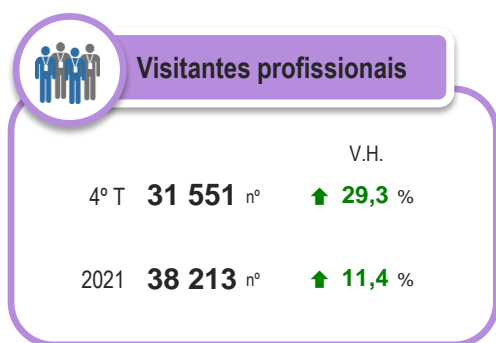 Visitantes profissionais
V.H.
4º T 31 551 nº 29,3 %
2021 38 213 nº 11,4 %